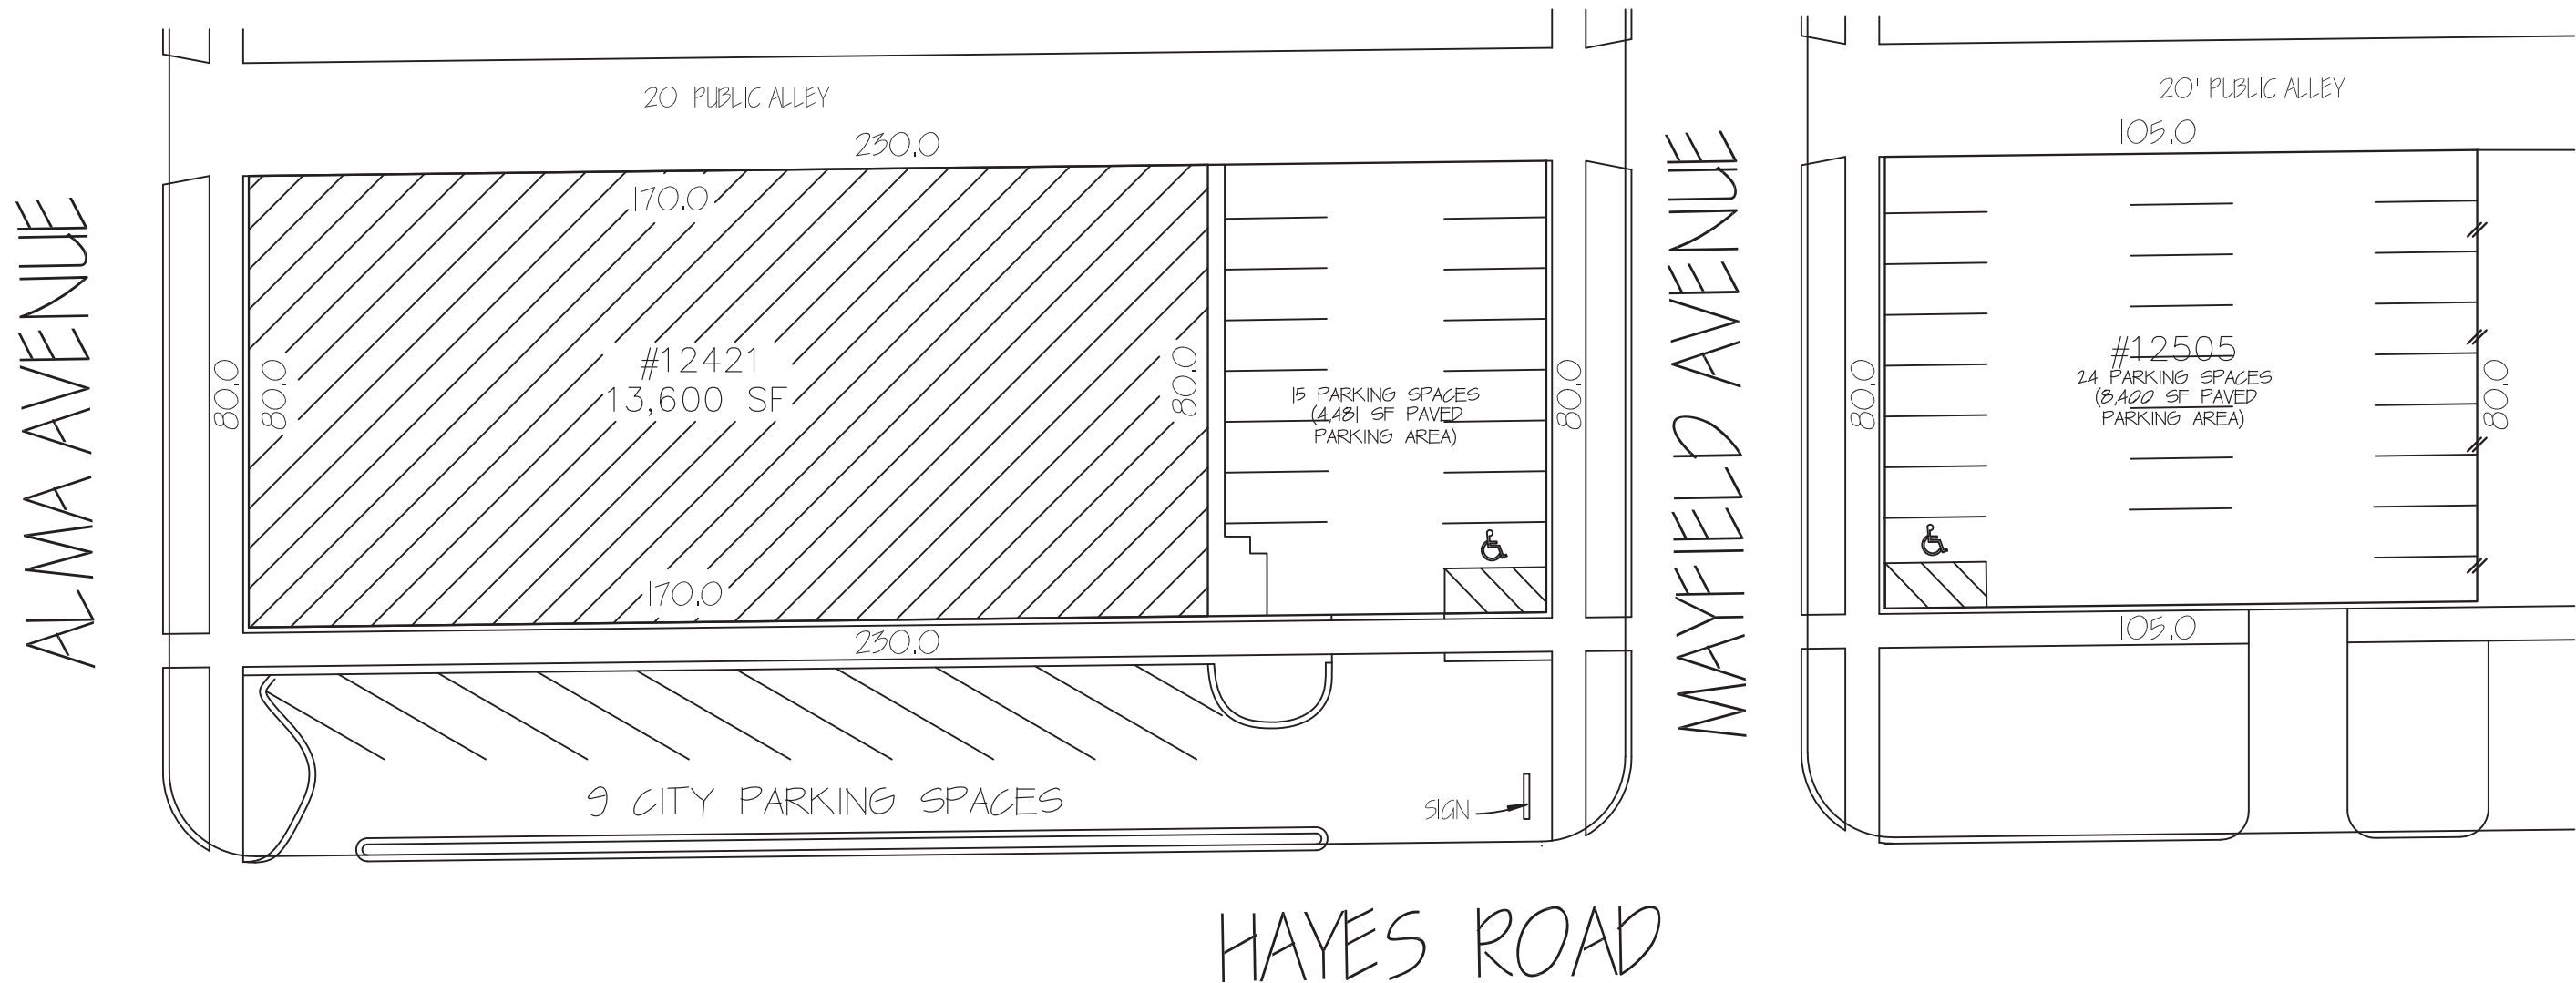 20' PUBLIC ALLEY
20' PUBLIC ALLEY
230.0
105.0
ALMA AVENUE
170.0
MAYFIELD AVENUE
80.0
80.0
#12421
13,600 SF
80.0
15 PARKING SPACES
(4,481 SF PAVED
PARKING AREA)
80.0
80.0
#12505
24 PARKING SPACES
(8,400 SF PAVED
PARKING AREA)
80.0
170.0
230.0
105.0
9 CITY PARKING SPACES
SIGN
HAYES ROAD